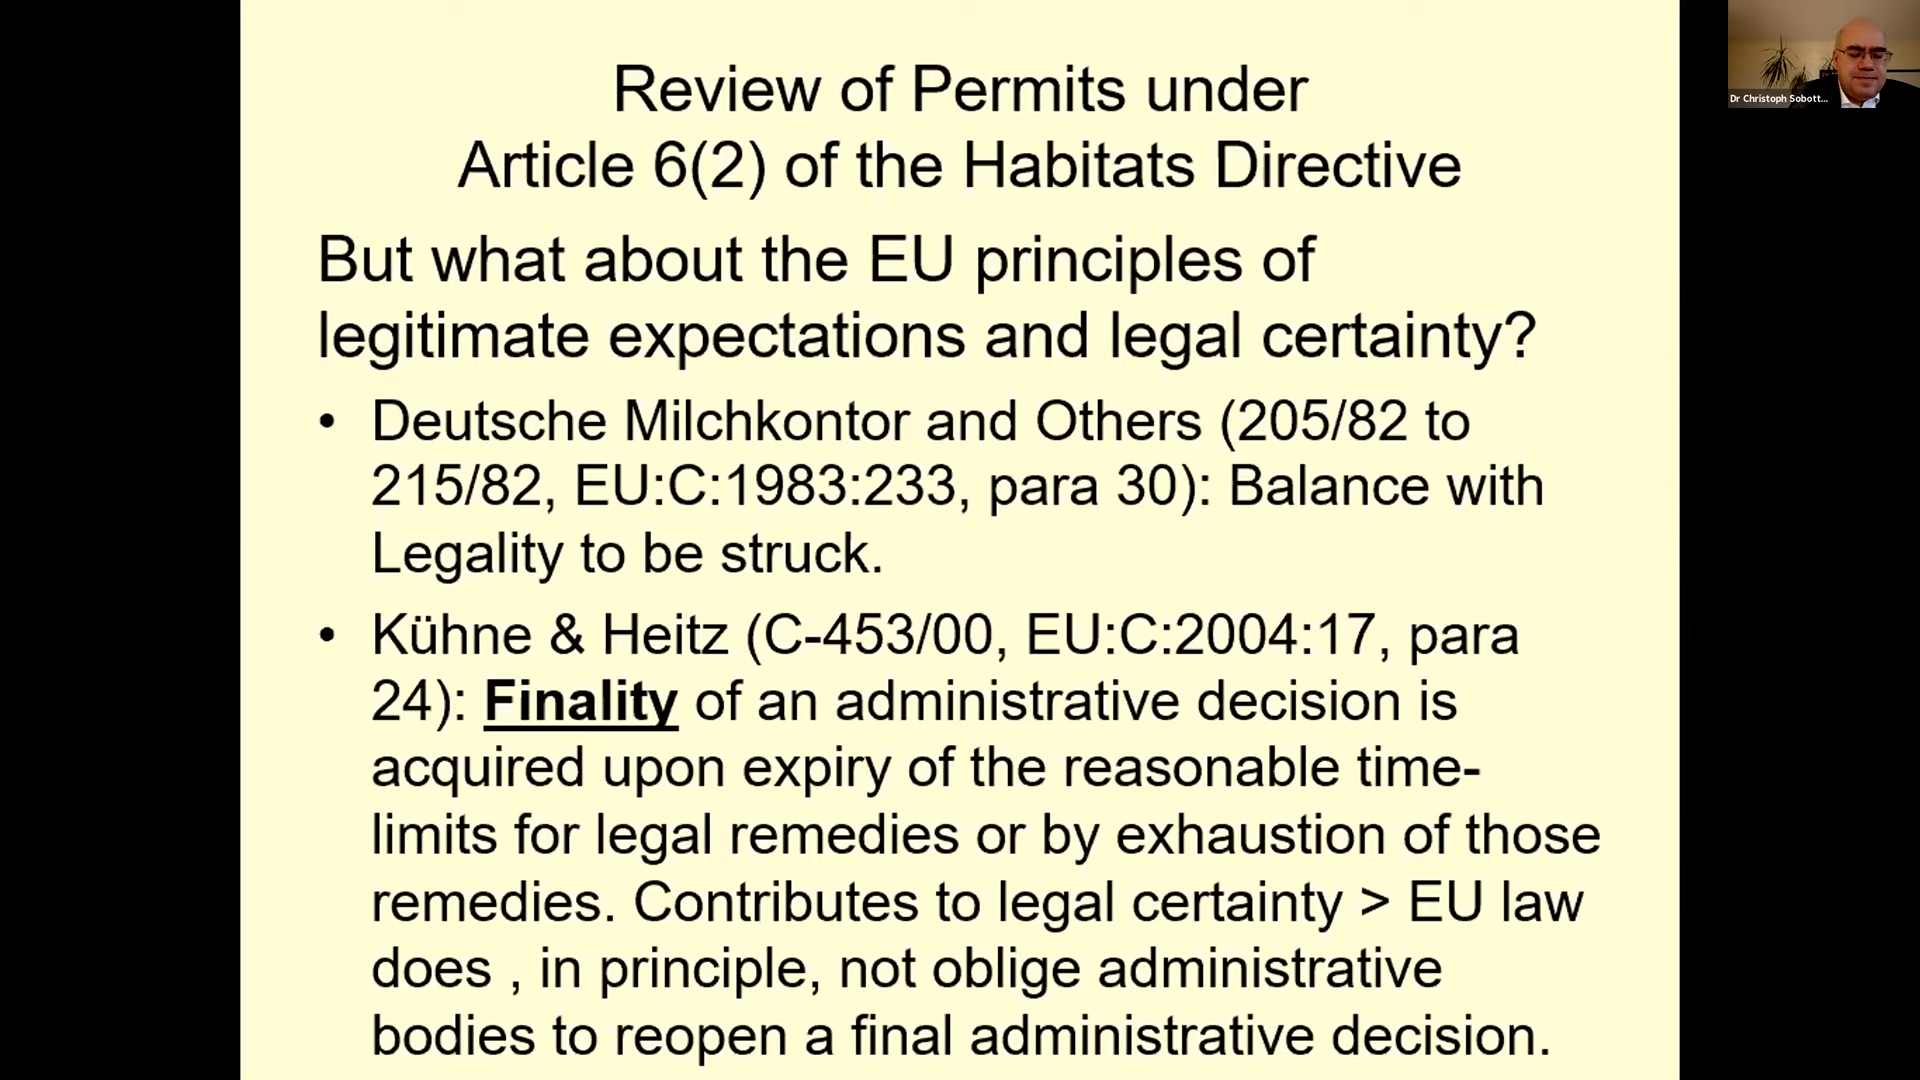 Review of Permits under
Article 6(2) of the Habitats Directive
But what about the EU principles of
legitimate expectations and legal certainty?
• Deutsche Milchkontor and Others (205/82 to
215/82, EU:C:1983:233, para 30): Balance with
Legality to be struck.
• Kühne & Heitz (C-453/00, EU:C:2004:17, para
24): Finality of an administrative decision is
acquired upon expiry of the reasonable time-
limits for legal remedies or by exhaustion of those
remedies. Contributes to legal certainty > EU law
does , in principle, not oblige administrative
bodies to reopen a final administrative decision.
Dr Christoph Sobott...